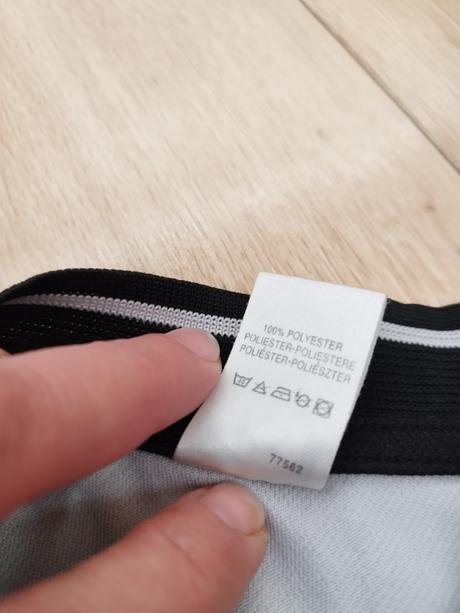 100% POLYESTER
POLIESTER-POLIESTERE
POLIÉSTER-POLIÉSZTER
77562